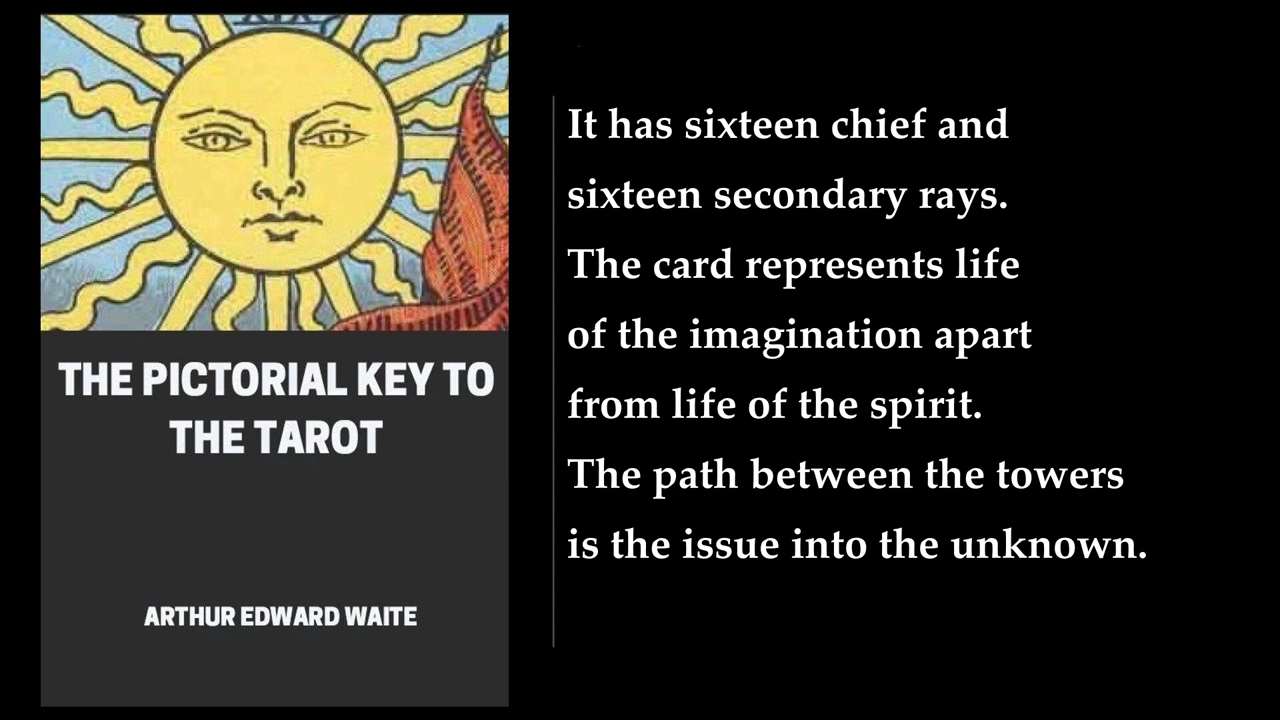 XIX
THE PICTORIAL KEY TO
THE TAROT
ARTHUR EDWARD WAITE
It has sixteen chief and
sixteen secondary rays.
The card represents life
of the imagination apart
from life of the spirit.
The path between the towers
is the issue into the unknown.